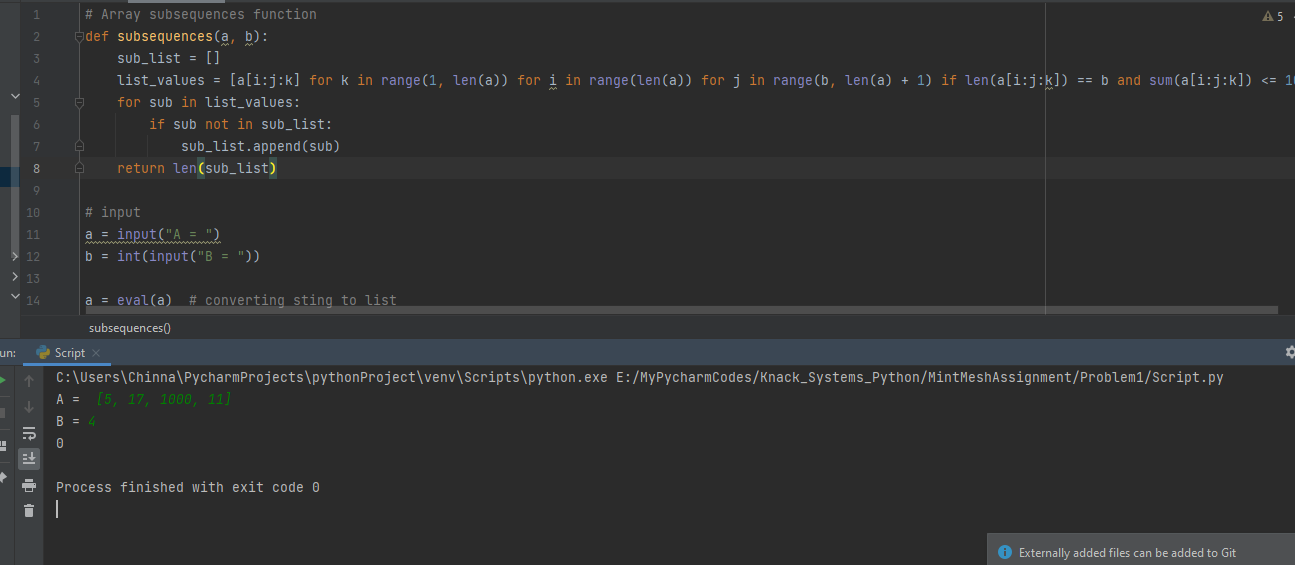 1 # Array subsequences function
5
2 def subsequences(a, b):
3 sub_list = []
4 list_values = [a[i:j:k] for k in range(1, len(a)) for i in range(len(a)) for j in range(b, len(a) + 1) if len(a[i:j:k]) == b and sum(a[i:j:k]) <= 10
5 for sub in list_values:
6 if sub not in sub_list:
7 sub_list.append(sub)
8 return len(sub_list)
9
10 # input
11 a = input("A = ")
12 b = int(input("B = "))
13
14 a = eval(a) # converting sting to list
subsequences()
un: Script
C:\Users\Chinna\PycharmProjects\pythonProject\venv\Scripts\python.exe E:/MyPycharmCodes/Knack_Systems_Python/MintMeshAssignment/Problem1/Script.py
A = [5, 17, 1000, 11]
B = 4
0
Process finished with exit code 0
Externally added files can be added to Git